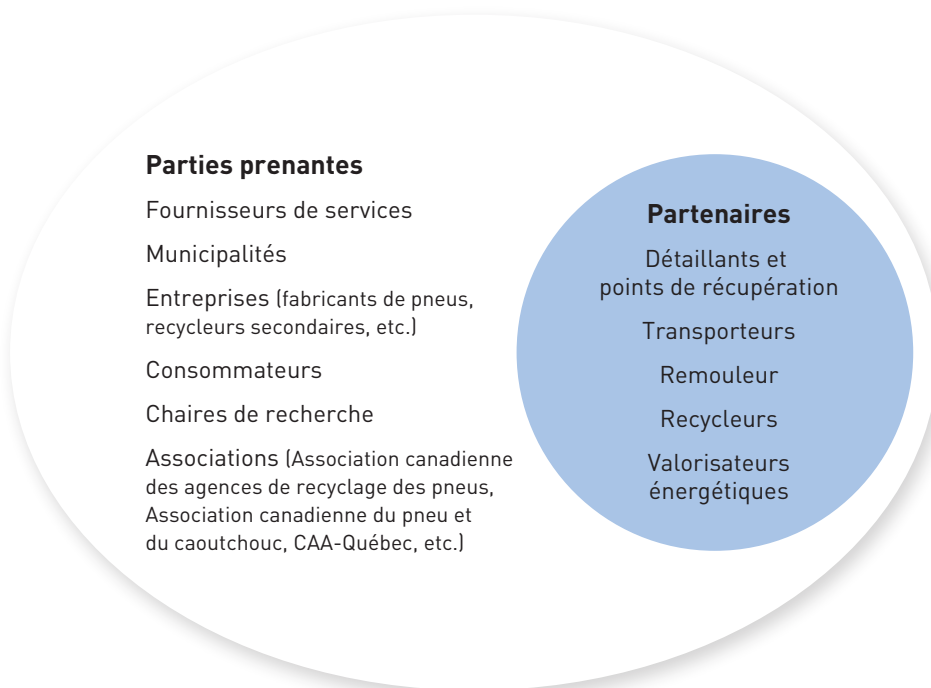 Parties prenantes
Fournisseurs de services
Municipalités
Entreprises (fabricants de pneus,
recycleurs secondaires, etc.)
Consommateurs
Chaires de recherche
Associations (Association canadienne
des agences de recyclage des pneus,
Association canadienne du pneu et
du caoutchouc, CAA-Québec, etc.)
Partenaires
Détaillants et
points de récupération
Transporteurs
Remouleur
Recycleurs
Valorisateurs
énergétiques